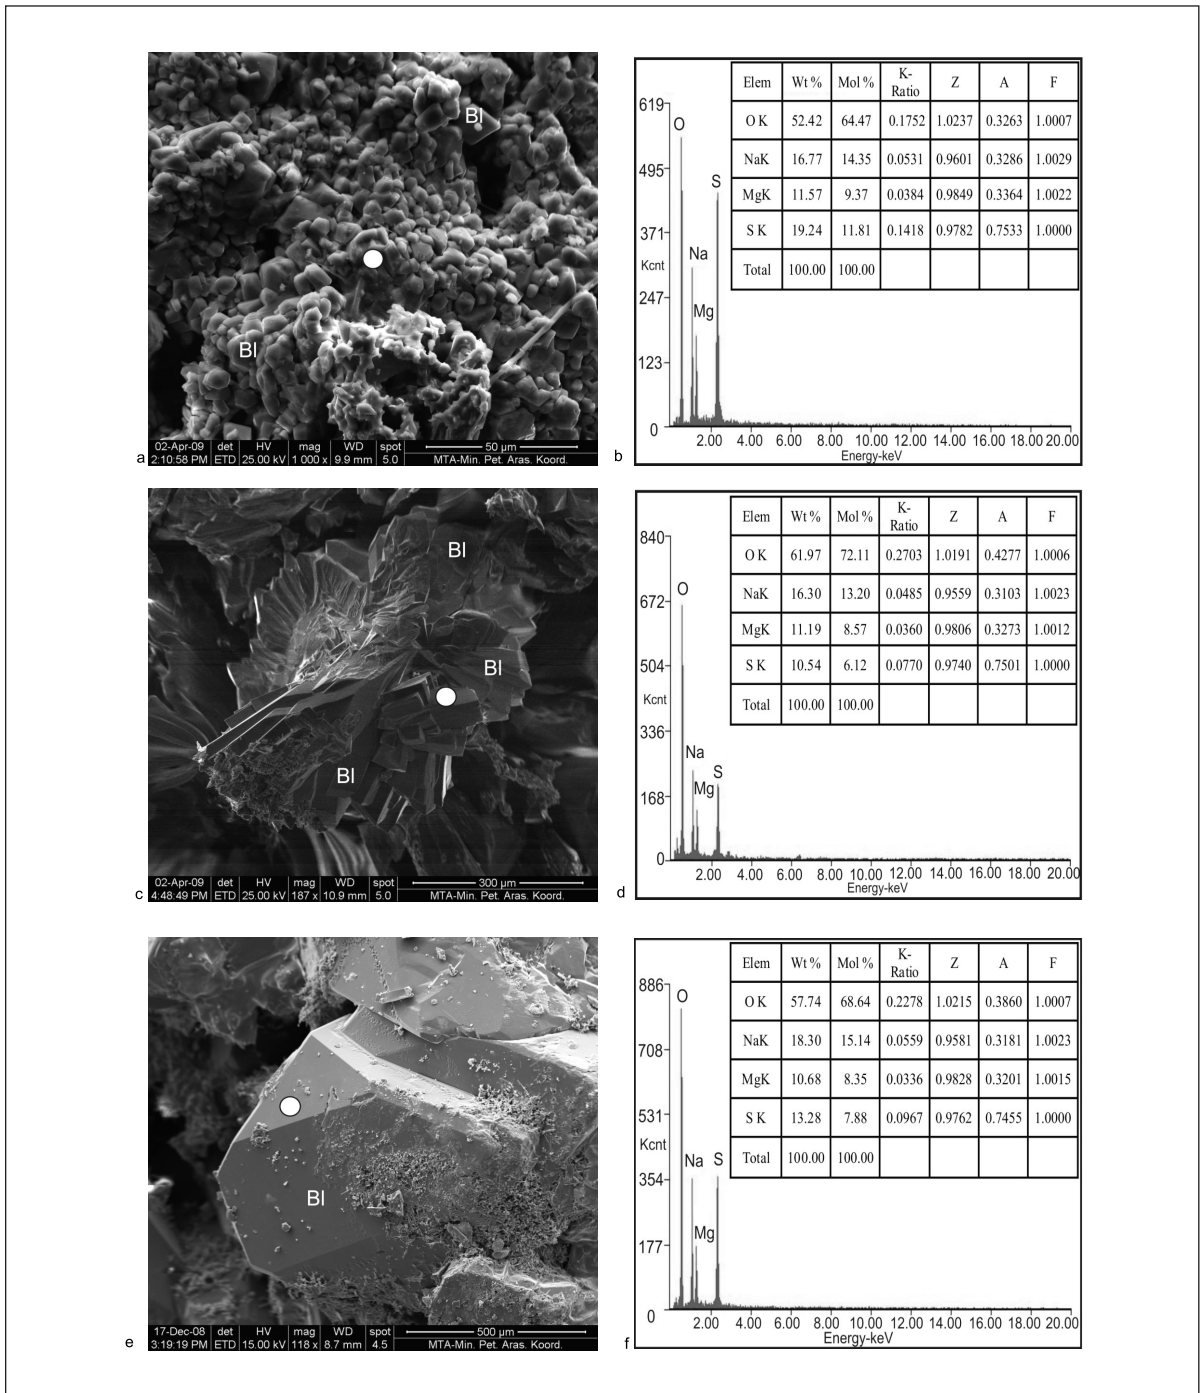 BI
BI
02-Apr-09 det HV mag WD spot 50 µm
2:10:58 PM ETD 25.00 kV 1 000 x 9.9 mm 5.0 MTA-Min. Pet. Aras. Koord.
a
Elem Wt % Mol % K-Ratio Z A F
O K 52.42 64.47 0.1752 1.0237 0.3263 1.0007
NaK 16.77 14.35 0.0531 0.9601 0.3286 1.0029
MgK 11.57 9.37 0.0384 0.9849 0.3364 1.0022
S K 19.24 11.81 0.1418 0.9782 0.7533 1.0000
Total 100.00 100.00
619
495
371
Kcnt
247
123
0
O
Na
Mg
S
2.00 4.00 6.00 8.00 10.00 12.00 14.00 16.00 18.00 20.00
Energy-keV
b
BI
BI
BI
02-Apr-09 det HV mag WD spot 300 µm
4:48:49 PM ETD 25.00 kV 187 x 10.9 mm 5.0 MTA-Min. Pet. Aras. Koord.
c
Elem Wt % Mol % K-Ratio Z A F
O K 61.97 72.11 0.2703 1.0191 0.4277 1.0006
NaK 16.30 13.20 0.0485 0.9559 0.3103 1.0023
MgK 11.19 8.57 0.0360 0.9806 0.3273 1.0012
S K 10.54 6.12 0.0770 0.9740 0.7501 1.0000
Total 100.00 100.00
840
672
504
Kcnt
336
168
0
O
Na
Mg
S
2.00 4.00 6.00 8.00 10.00 12.00 14.00 16.00 18.00 20.00
Energy-keV
d
BI
17-Dec-08 det HV mag WD spot 500 µm
3:19:19 PM ETD 15.00 kV 118 x 8.7 mm 4.5 MTA-Min. Pet. Aras. Koord.
e
Elem Wt % Mol % K-Ratio Z A F
O K 57.74 68.64 0.2278 1.0215 0.3860 1.0007
NaK 18.30 15.14 0.0559 0.9581 0.3181 1.0023
MgK 10.68 8.35 0.0336 0.9828 0.3201 1.0015
S K 13.28 7.88 0.0967 0.9762 0.7455 1.0000
Total 100.00 100.00
886
708
531
Kcnt
354
177
0
O
Na
Mg
S
2.00 4.00 6.00 8.00 10.00 12.00 14.00 16.00 18.00 20.00
Energy-keV
f